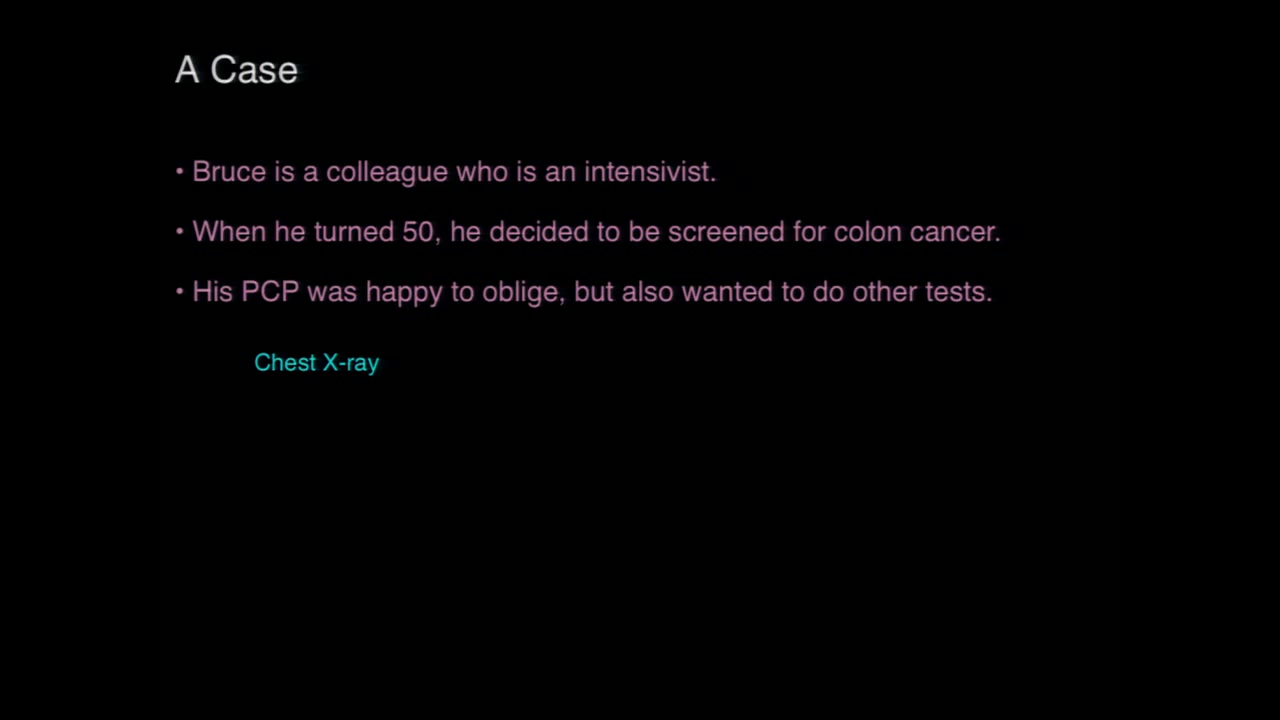 A Case
• Bruce is a colleague who is an intensivist.
• When he turned 50, he decided to be screened for colon cancer.
• His PCP was happy to oblige, but also wanted to do other tests.
Chest X-ray